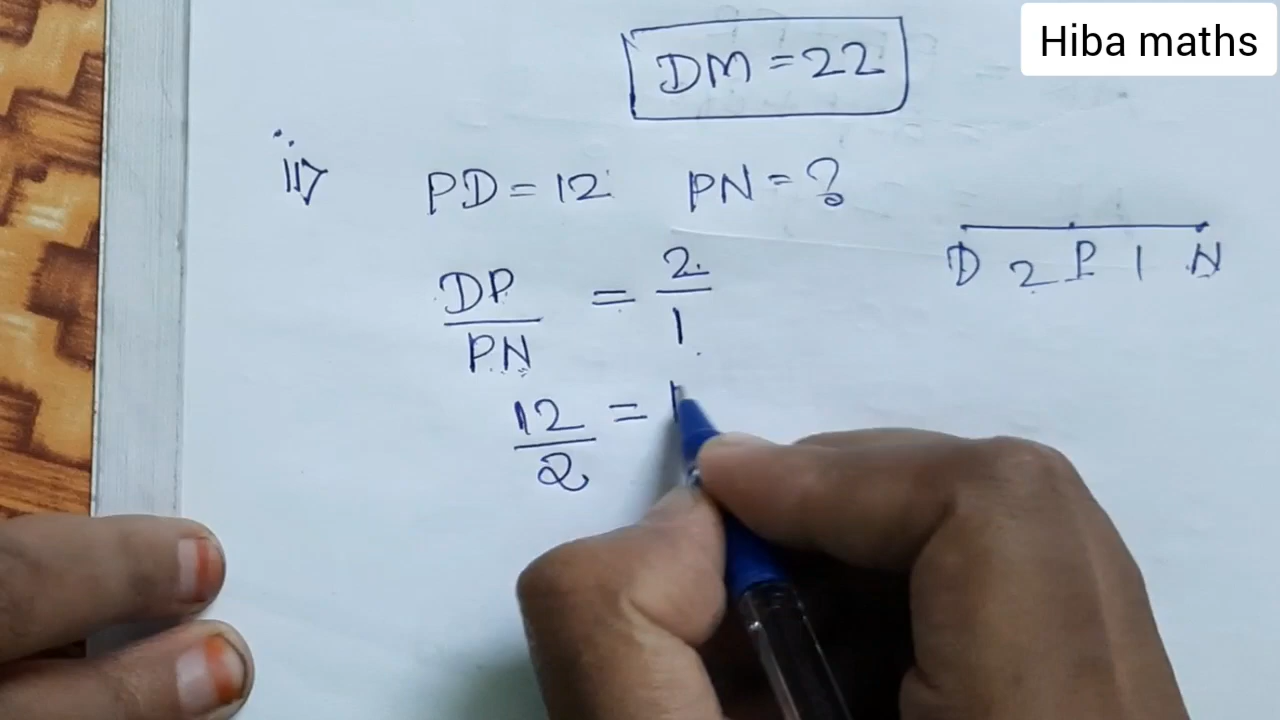 Hiba maths
DM = 22
ii) PD = 12 PN = ?
DP/PN = 2/1
D 2 P 1 N
12/2 =